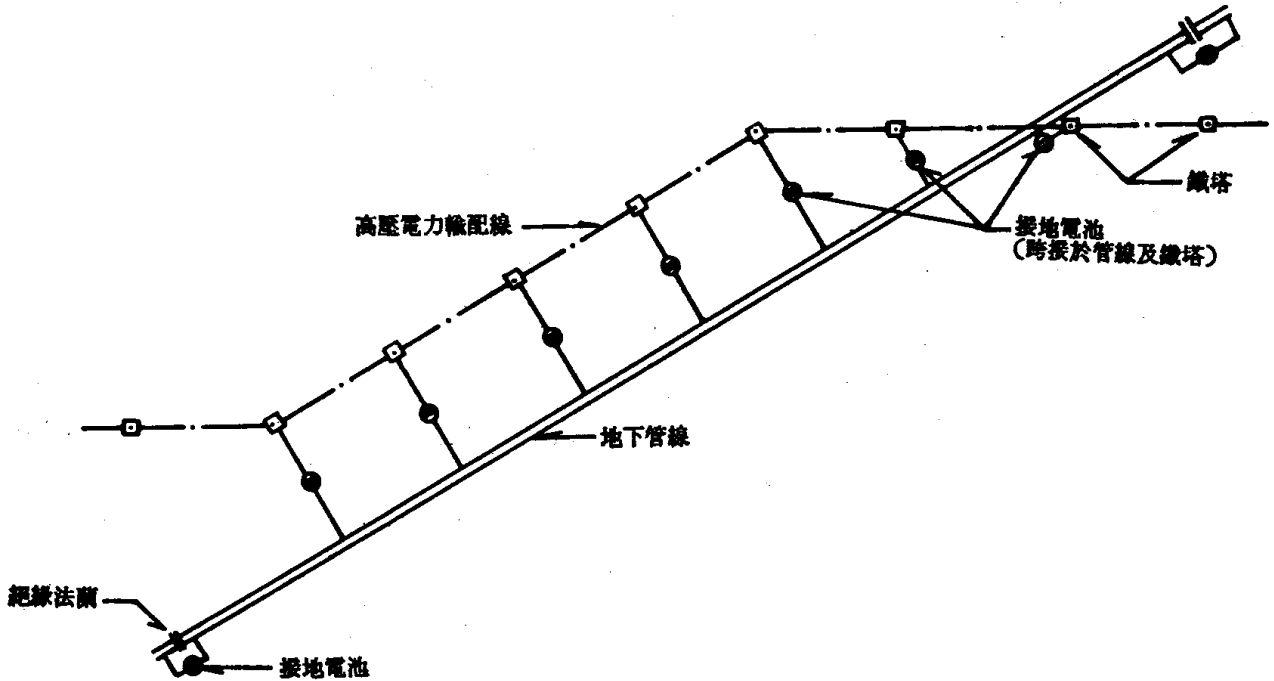 鐵塔
高壓電力輸配線
接地電池
(跨接於管線及鐵塔)
地下管線
絕緣法蘭
接地電池